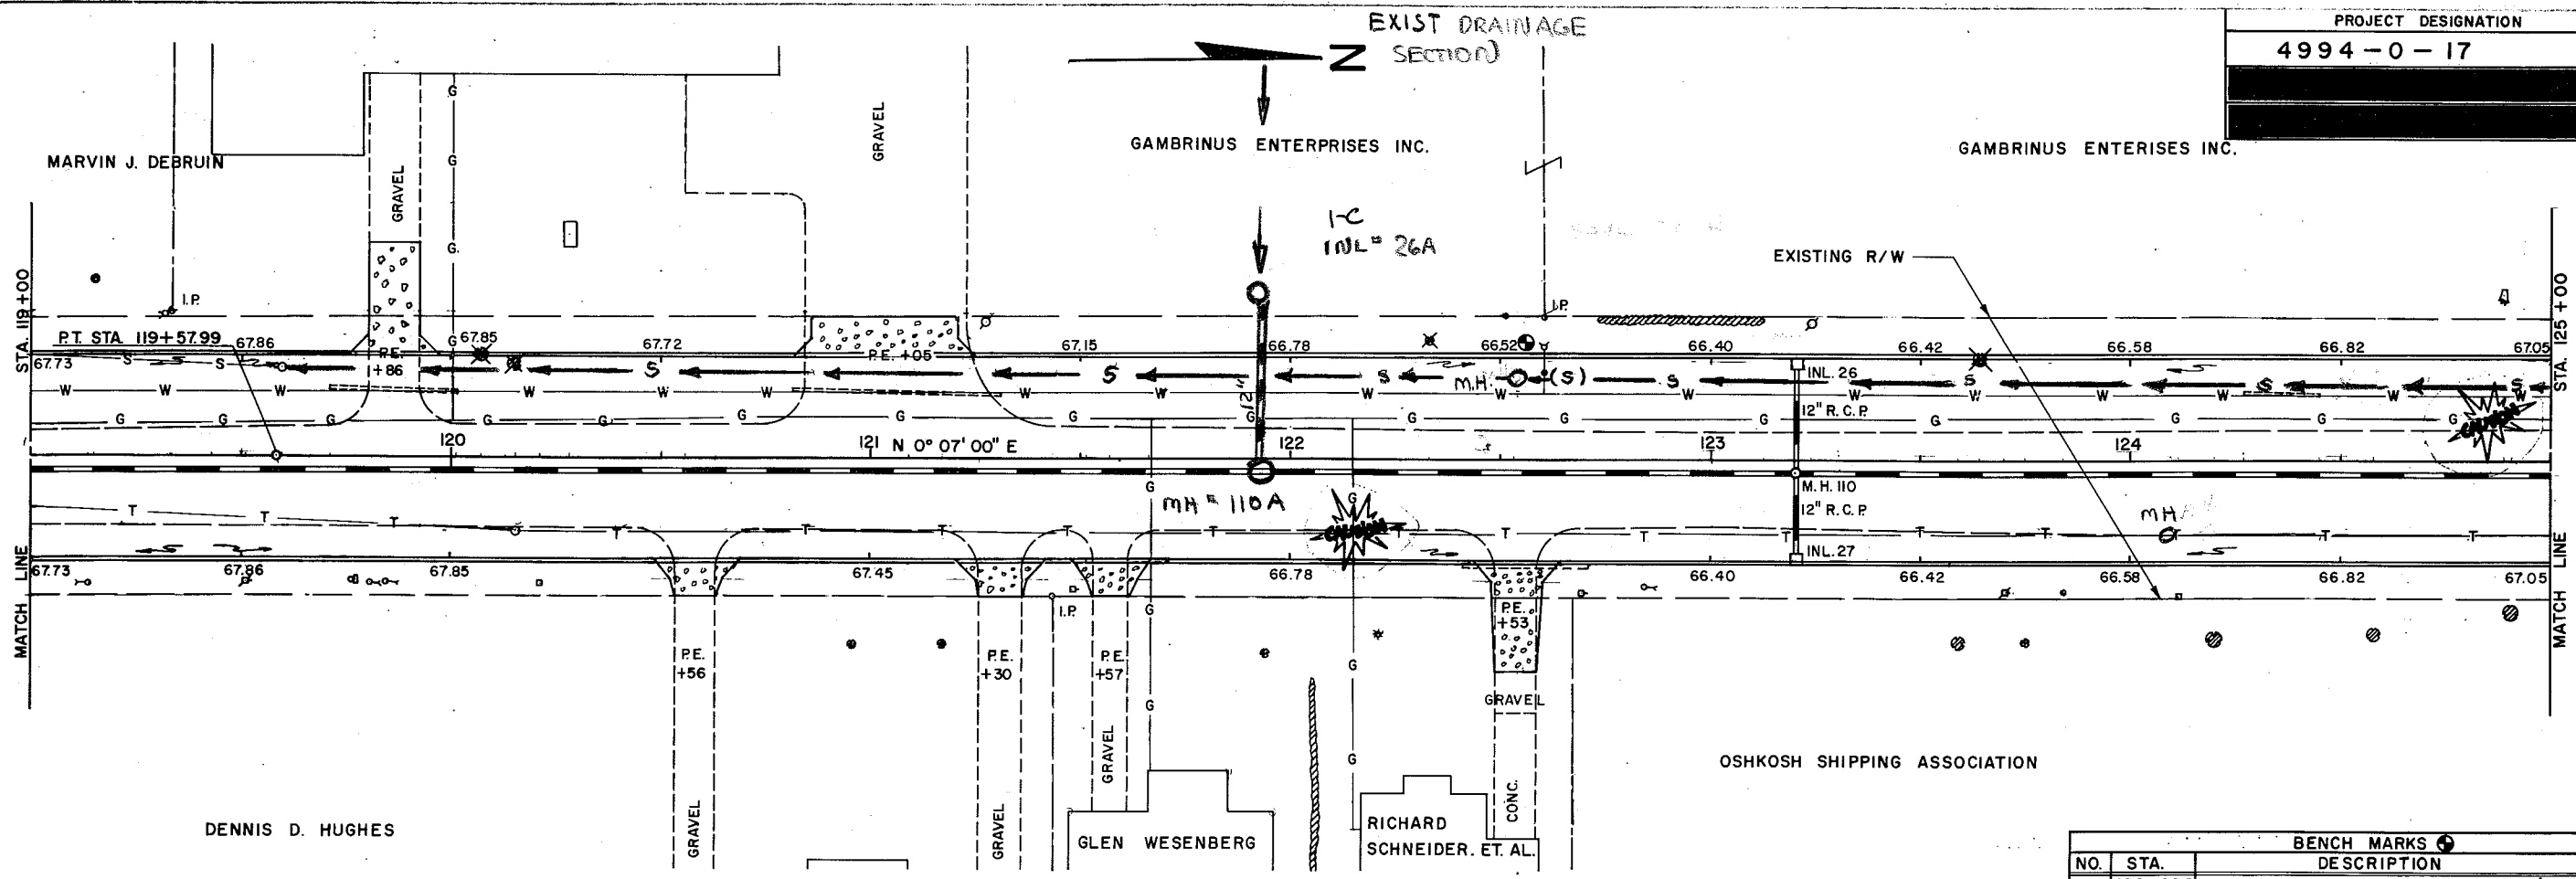 EXIST DRAINAGE
SECTION
N
PROJECT DESIGNATION
4994-0-17
MARVIN J. DEBRUIN
GRAVEL
GRAVEL
GAMBRINUS ENTERPRISES INC.
GAMBRINUS ENTERISES INC.
1-C
INL# 26A
EXISTING R/W
STA. 119+00
STA. 125+00
I.P.
I.P.
P.T. STA. 119+57.99
67.73
67.86
67.85
67.72
67.15
66.78
66.52
66.40
66.42
66.58
66.82
67.05
P.E.
+86
P.E. +05
S S S S S S (S) S S S S
M.H.
INL. 26
W W W W W W W W W W W W W W W W
12"
12" R.C.P.
G G G G G G G G G G G G G
CAUTION
120
121
N 0° 07' 00" E
122
123
124
MH# 110A
M.H. 110
12" R.C.P.
INL. 27
CAUTION
MH
T T T T T T T T T T T T T
67.73
67.86
67.85
67.45
66.78
66.40
66.42
66.58
66.82
67.05
MATCH LINE
MATCH LINE
I.P.
P.E.
+56
P.E.
+30
P.E.
+57
P.E.
+53
GRAVEL
GRAVEL
GRAVEL
GRAVEL
CONC.
OSHKOSH SHIPPING ASSOCIATION
DENNIS D. HUGHES
GLEN WESENBERG
RICHARD
SCHNEIDER. ET. AL.
BENCH MARKS
NO. STA. DESCRIPTION